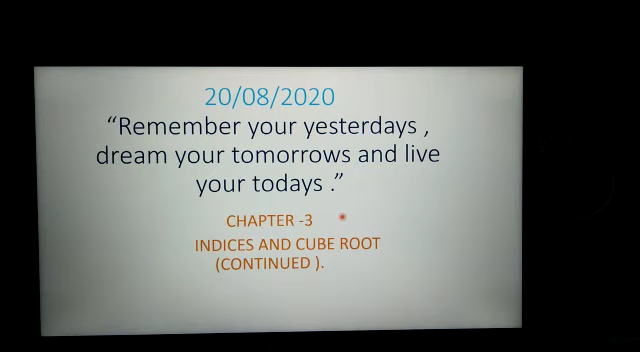 20/08/2020
“Remember your yesterdays ,
dream your tomorrows and live
your todays .”
CHAPTER -3
INDICES AND CUBE ROOT
(CONTINUED ).